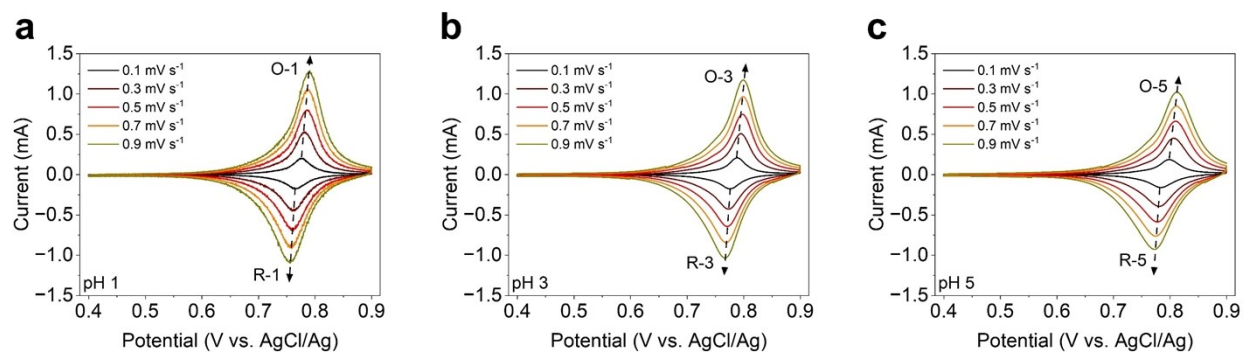 a
1.5
1.0
0.5
0.0
−0.5
−1.0
−1.5
Current (mA)
0.1 mV s⁻¹
0.3 mV s⁻¹
0.5 mV s⁻¹
0.7 mV s⁻¹
0.9 mV s⁻¹
O-1
R-1
pH 1
0.4 0.5 0.6 0.7 0.8 0.9
Potential (V vs. AgCl/Ag)
b
1.5
1.0
0.5
0.0
−0.5
−1.0
−1.5
Current (mA)
0.1 mV s⁻¹
0.3 mV s⁻¹
0.5 mV s⁻¹
0.7 mV s⁻¹
0.9 mV s⁻¹
O-3
R-3
pH 3
0.4 0.5 0.6 0.7 0.8 0.9
Potential (V vs. AgCl/Ag)
c
1.5
1.0
0.5
0.0
−0.5
−1.0
−1.5
Current (mA)
0.1 mV s⁻¹
0.3 mV s⁻¹
0.5 mV s⁻¹
0.7 mV s⁻¹
0.9 mV s⁻¹
O-5
R-5
pH 5
0.4 0.5 0.6 0.7 0.8 0.9
Potential (V vs. AgCl/Ag)